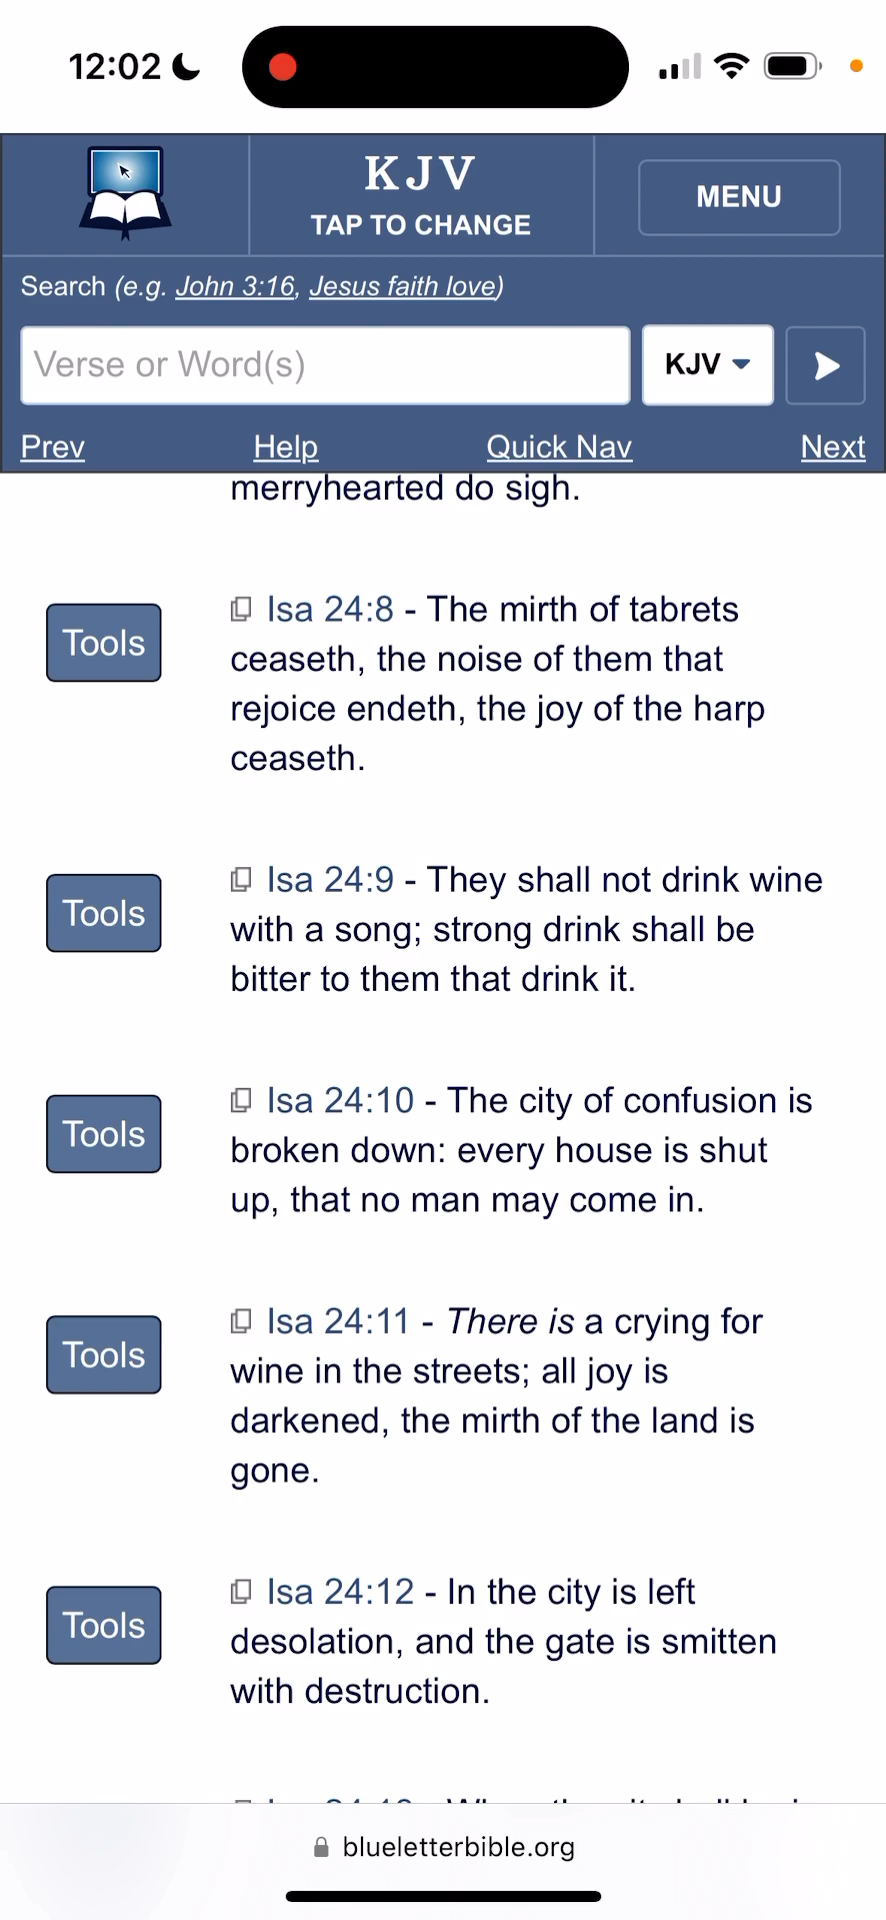 12:02
KJV
TAP TO CHANGE
MENU
Search (e.g. John 3:16, Jesus faith love)
Verse or Word(s)
KJV
Prev
Help
Quick Nav
Next
merryhearted do sigh.
Tools
Isa 24:8 - The mirth of tabrets
ceaseth, the noise of them that
rejoice endeth, the joy of the harp
ceaseth.
Tools
Isa 24:9 - They shall not drink wine
with a song; strong drink shall be
bitter to them that drink it.
Tools
Isa 24:10 - The city of confusion is
broken down: every house is shut
up, that no man may come in.
Tools
Isa 24:11 - There is a crying for
wine in the streets; all joy is
darkened, the mirth of the land is
gone.
Tools
Isa 24:12 - In the city is left
desolation, and the gate is smitten
with destruction.
blueletterbible.org